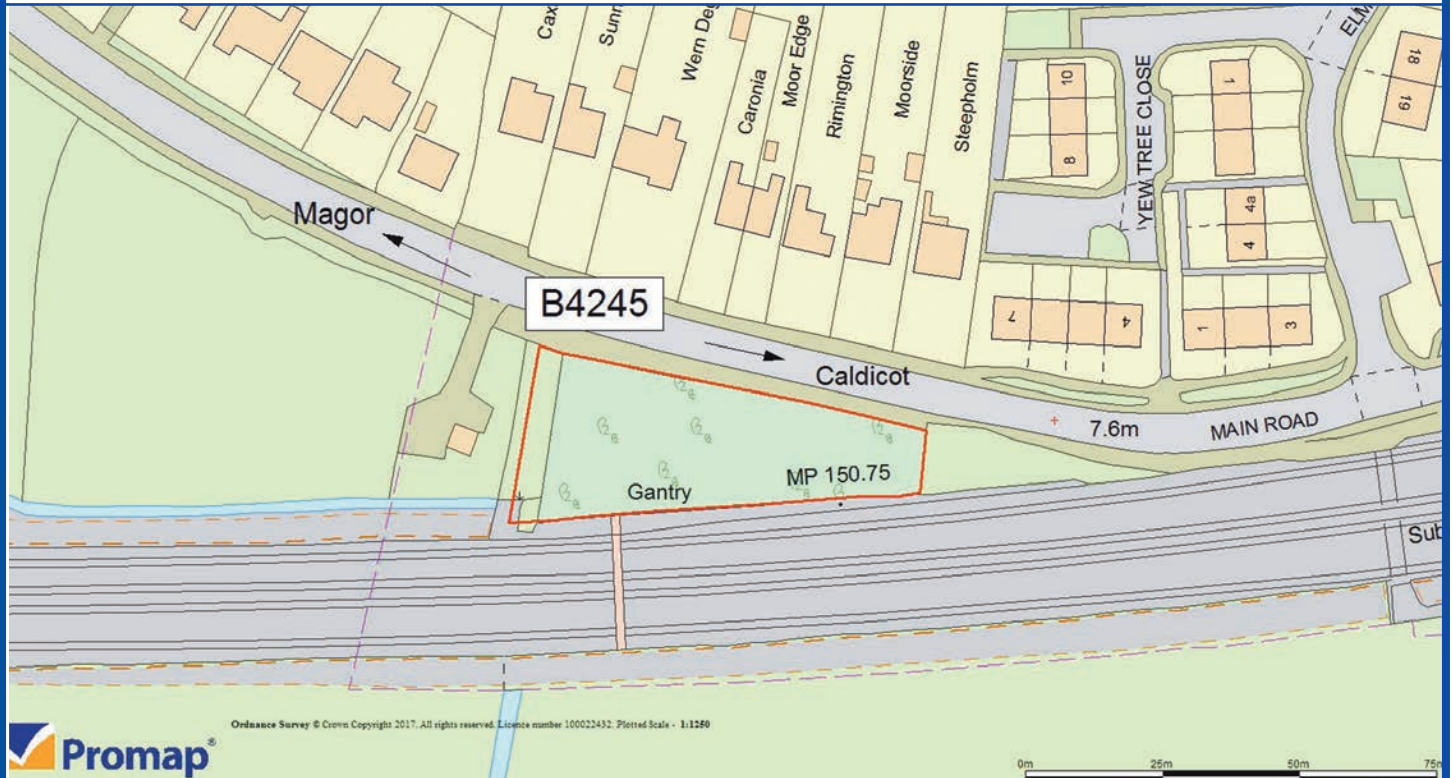 Sunn
Wern Deg
Caronia
Moor Edge
Rimington
Moorside
Steepholm
10
8
YEW TREE CLOSE
1
4a
4
18
19
Magor
B4245
7
4
1
3
Caldicot
7.6m
MAIN ROAD
MP 150.75
Gantry
Sub
Ordnance Survey © Crown Copyright 2017. All rights reserved. Licence number 100022432. Plotted Scale - 1:1250
Promap®
0m 25m 50m 75m